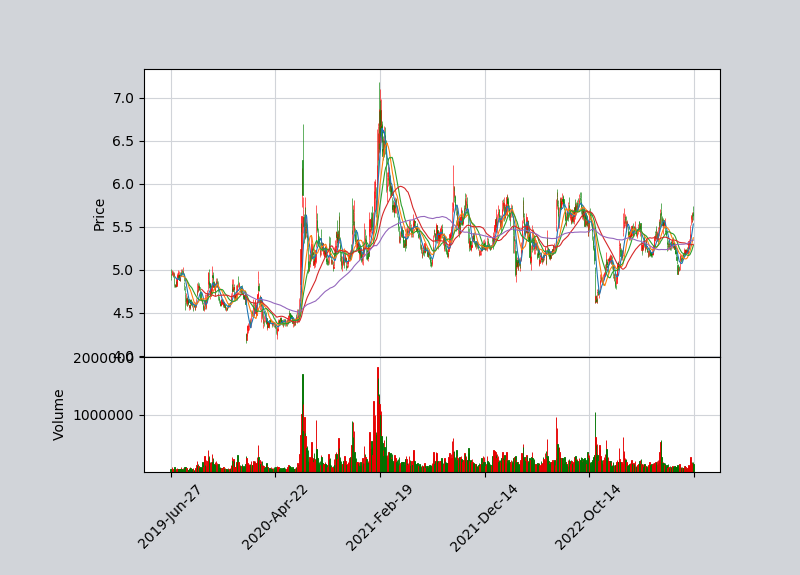 7.0
6.5
6.0
5.5
5.0
4.5
4.0
Price
2000000
1000000
Volume
2019-Jun-27
2020-Apr-22
2021-Feb-19
2021-Dec-14
2022-Oct-14